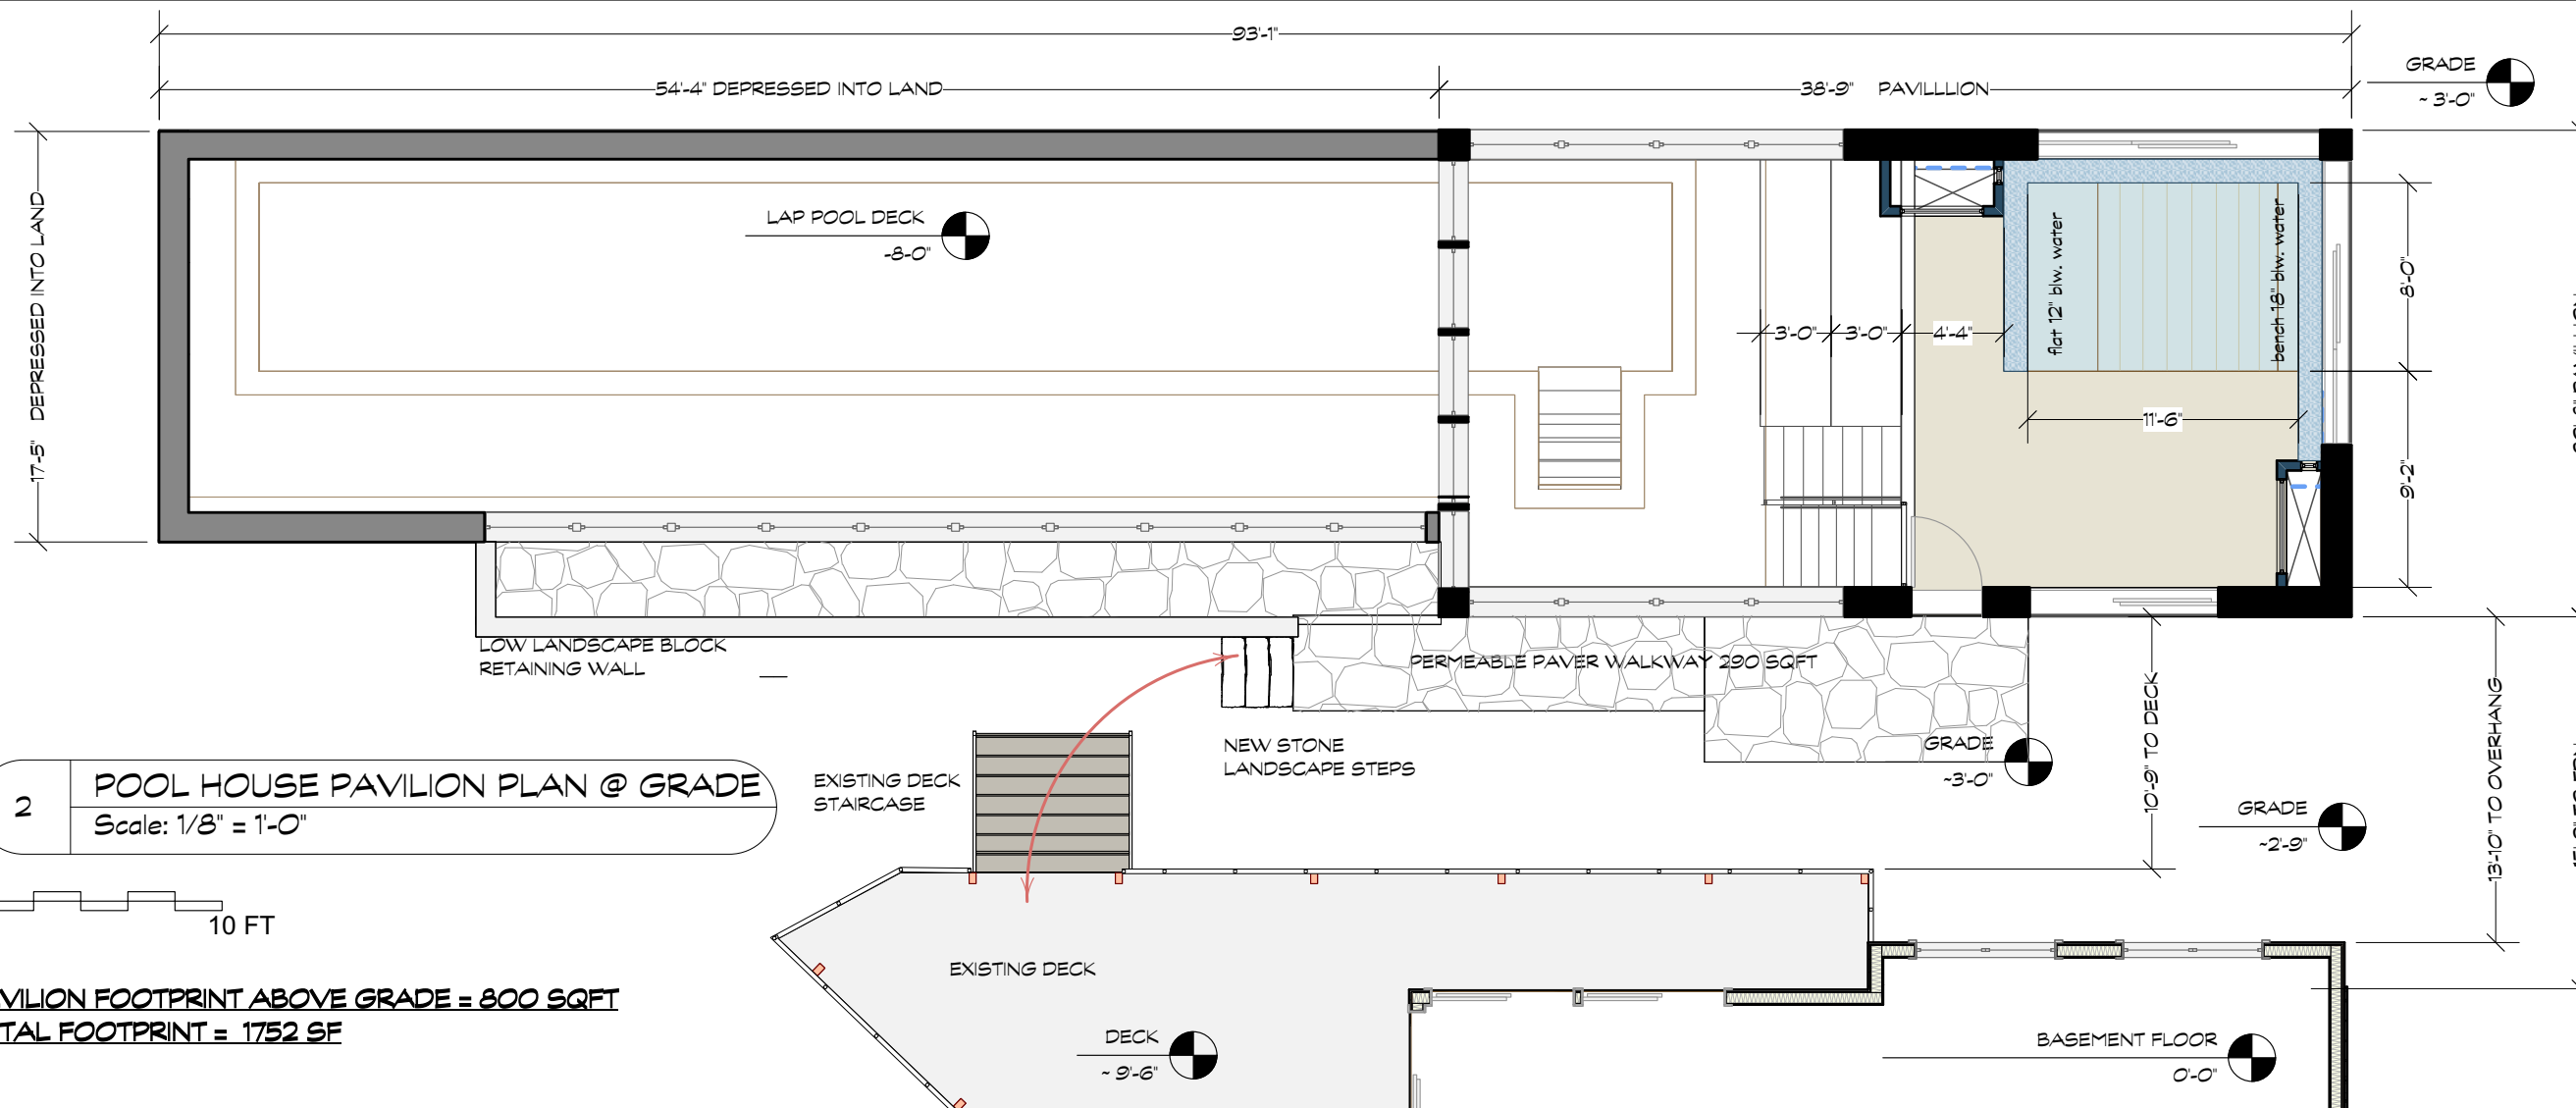 93'-1"
54'-4" DEPRESSED INTO LAND
38'-9" PAVILLLION
GRADE
~ 3'-0"
17'-5" DEPRESSED INTO LAND
LAP POOL DECK
-8-0"
flat 12" blw. water
bench 18" blw. water
8'-0"
3'-0"
3'-0"
4'-4"
11'-6"
9'-2"
LOW LANDSCAPE BLOCK
RETAINING WALL
PERMEABLE PAVER WALKWAY 290 SQFT
NEW STONE
LANDSCAPE STEPS
GRADE
~3'-0"
10'-9" TO DECK
13'-10" TO OVERHANG
GRADE
~2'-9"
EXISTING DECK
STAIRCASE
2
POOL HOUSE PAVILION PLAN @ GRADE
Scale: 1/8" = 1'-0"
10 FT
EXISTING DECK
VILION FOOTPRINT ABOVE GRADE = 800 SQFT
TAL FOOTPRINT = 1752 SF
DECK
~ 9'-6"
BASEMENT FLOOR
0'-0"